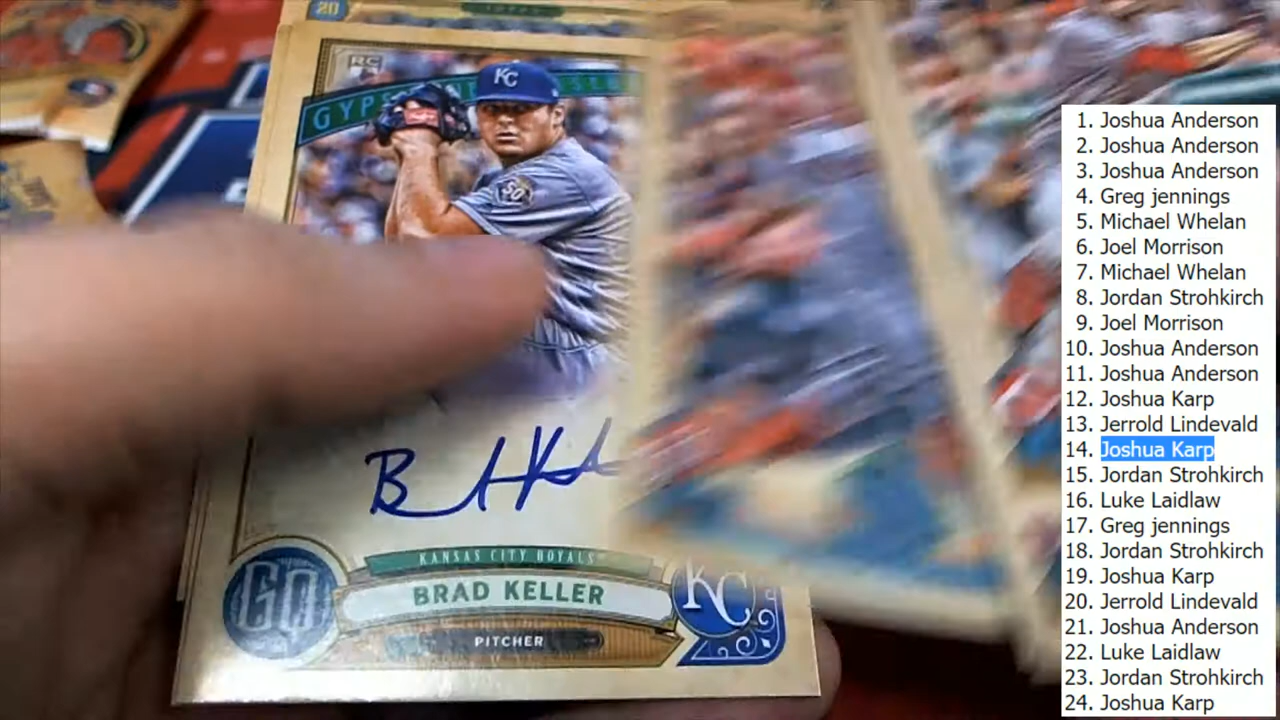 20
TOPPS
RC
GYPSY
KC
50
KANSAS CITY ROYALS
BRAD KELLER
GQ
KC
PITCHER
1. Joshua Anderson
2. Joshua Anderson
3. Joshua Anderson
4. Greg jennings
5. Michael Whelan
6. Joel Morrison
7. Michael Whelan
8. Jordan Strohkirch
9. Joel Morrison
10. Joshua Anderson
11. Joshua Anderson
12. Joshua Karp
13. Jerrold Lindevald
14. Joshua Karp
15. Jordan Strohkirch
16. Luke Laidlaw
17. Greg jennings
18. Jordan Strohkirch
19. Joshua Karp
20. Jerrold Lindevald
21. Joshua Anderson
22. Luke Laidlaw
23. Jordan Strohkirch
24. Joshua Karp